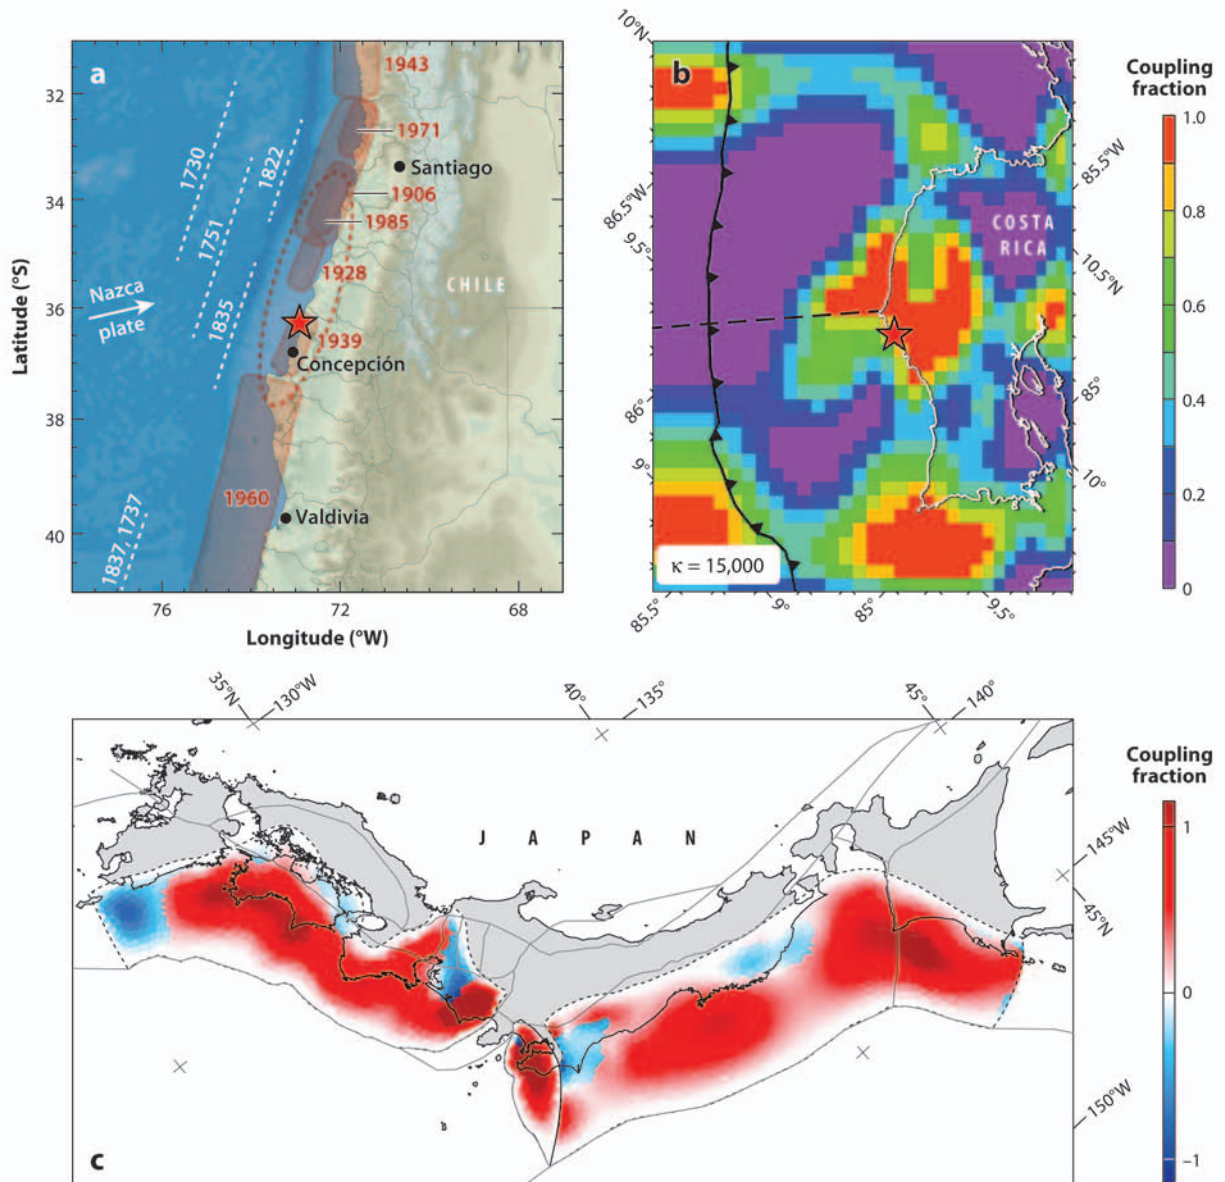 a
1943
1971
Santiago
1906
1985
1928
CHILE
1939
Concepción
1960
Valdivia
1730
1751
1822
1835
Nazca
plate
1837, 1737
Latitude (°S)
32
34
36
38
40
76
72
68
Longitude (°W)
b
10°N
86.5°W
9.5°N
86°
9°
85.5°
9°
85°
9.5°
85.5°W
10.5°N
85°
10°
COSTA
RICA
κ = 15,000
Coupling
fraction
1.0
0.8
0.6
0.4
0.2
0
35°N
130°W
40°
135°
45°
140°
145°W
45°N
150°W
JAPAN
c
Coupling
fraction
1
0
–1